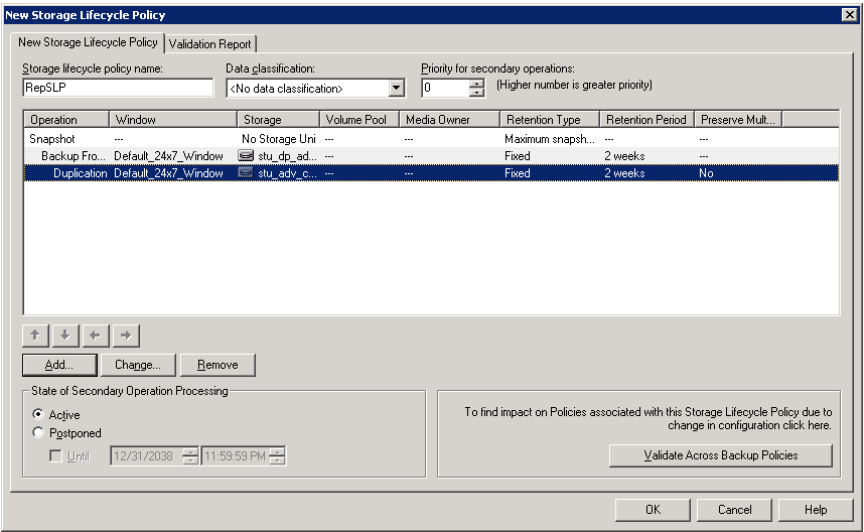 New Storage Lifecycle Policy
New Storage Lifecycle Policy Validation Report
Storage lifecycle policy name: Data classification: Priority for secondary operations:
RepSLP <No data classification> 0 (Higher number is greater priority)
Operation Window Storage Volume Pool Media Owner Retention Type Retention Period Preserve Mult...
Snapshot --- No Storage Uni --- --- Maximum snapsh... --- ---
Backup Fro... Default_24x7_Window stu_dp_ad... --- --- Fixed 2 weeks ---
Duplication Default_24x7_Window stu_adv_c... --- --- Fixed 2 weeks No
Add... Change... Remove
State of Secondary Operation Processing
Active
Postponed
Until 12/31/2038 11:59:59 PM
To find impact on Policies associated with this Storage Lifecycle Policy due to
change in configuration click here.
Validate Across Backup Policies
OK Cancel Help